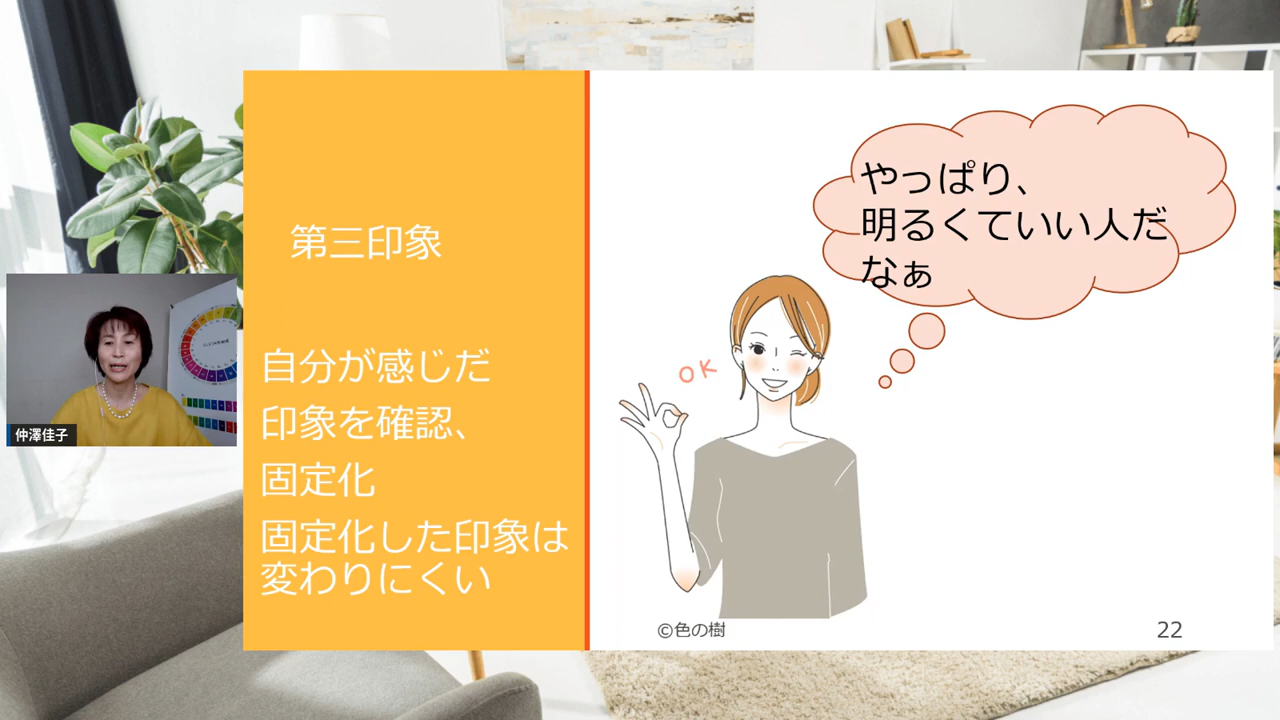 第三印象
自分が感じだ
印象を確認、
固定化
固定化した印象は
変わりにくい
やっぱり、
明るくていい人だ
なぁ
OK
仲澤佳子
©色の樹
22